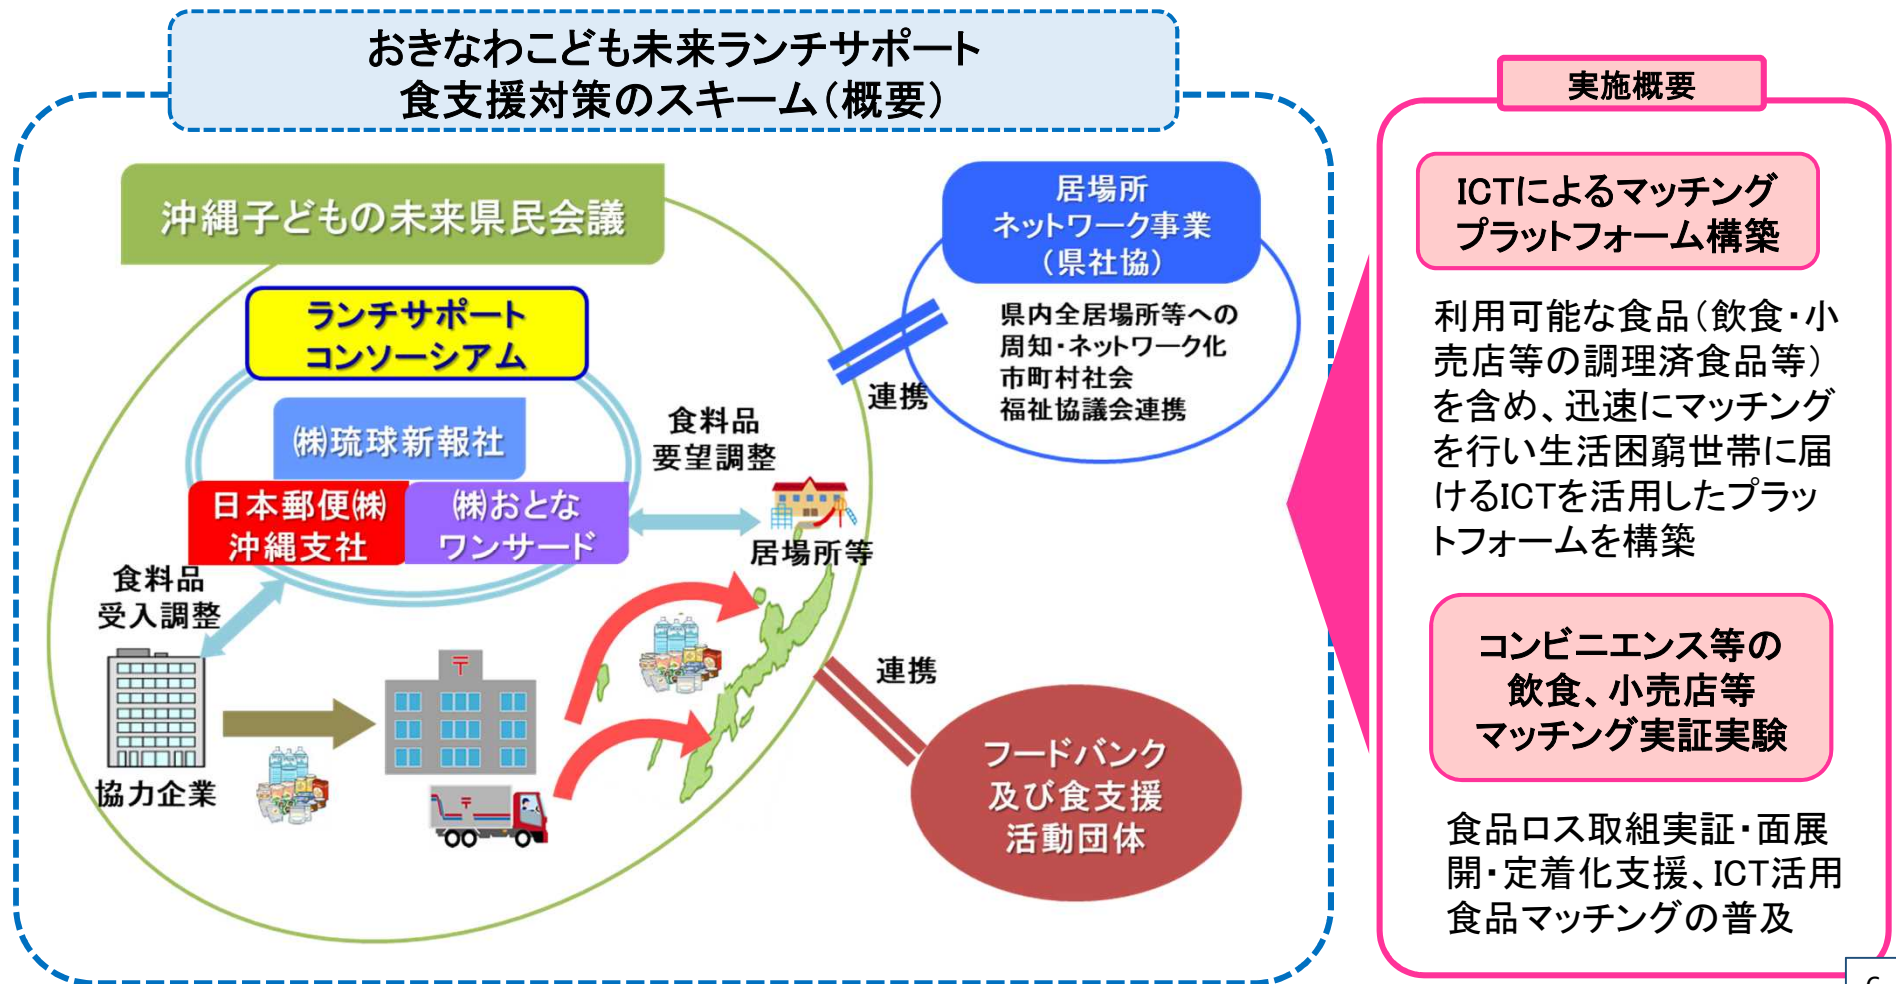 おきなわこども未来ランチサポート
食支援対策のスキーム（概要）
沖縄子どもの未来県民会議
ランチサポート
コンソーシアム
㈱琉球新報社
日本郵便㈱
沖縄支社
㈱おとな
ワンサード
食料品
要望調整
居場所等
食料品
受入調整
協力企業
〒
〒
居場所
ネットワーク事業
（県社協）
県内全居場所等への
周知・ネットワーク化
市町村社会
福祉協議会連携
連携
連携
フードバンク
及び食支援
活動団体
実施概要
ICTによるマッチング
プラットフォーム構築
利用可能な食品（飲食・小
売店等の調理済食品等）
を含め、迅速にマッチング
を行い生活困窮世帯に届
けるICTを活用したプラッ
トフォームを構築
コンビニエンス等の
飲食、小売店等
マッチング実証実験
食品ロス取組実証・面展
開・定着化支援、ICT活用
食品マッチングの普及